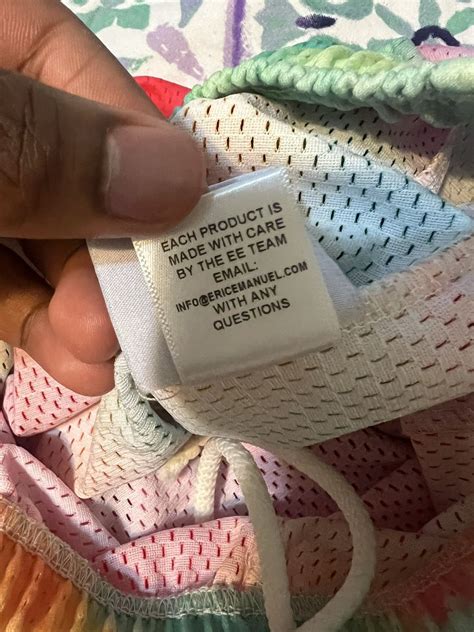 EACH PRODUCT IS
MADE WITH CARE
BY THE EE TEAM
EMAIL:
INFO@ERICEMANUEL.COM
WITH ANY
QUESTIONS